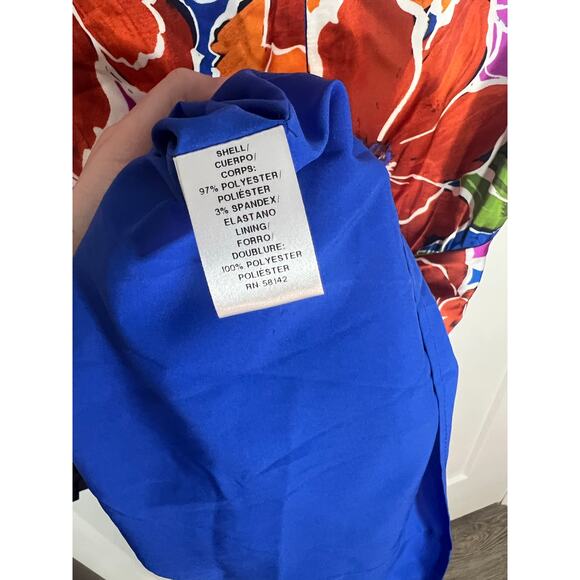 SHELL/
CUERPO/
CORPS:
97% POLYESTER/
POLIÉSTER
3% SPANDEX/
ELASTANO
LINING/
FORRO/
DOUBLURE:
100% POLYESTER
POLIÉSTER
RN 58142